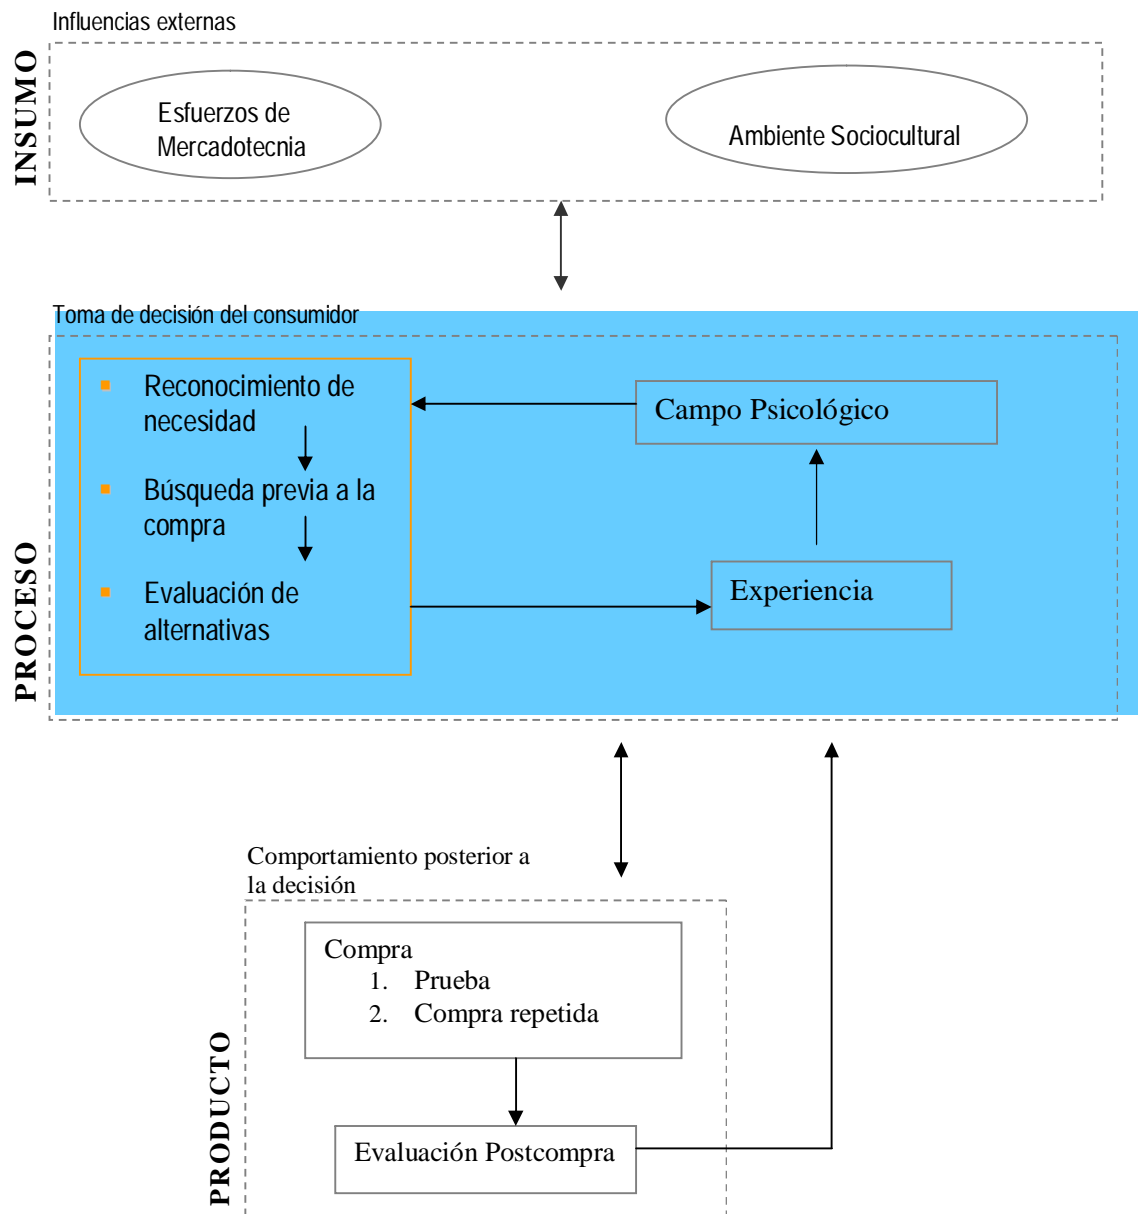 Influencias externas
INSUMO
Esfuerzos de
Mercadotecnia
Ambiente Sociocultural
Toma de decisión del consumidor
PROCESO
▪ Reconocimiento de
necesidad
▪ Búsqueda previa a la
compra
▪ Evaluación de
alternativas
Campo Psicológico
Experiencia
Comportamiento posterior a
la decisión
PRODUCTO
Compra
1. Prueba
2. Compra repetida
Evaluación Postcompra